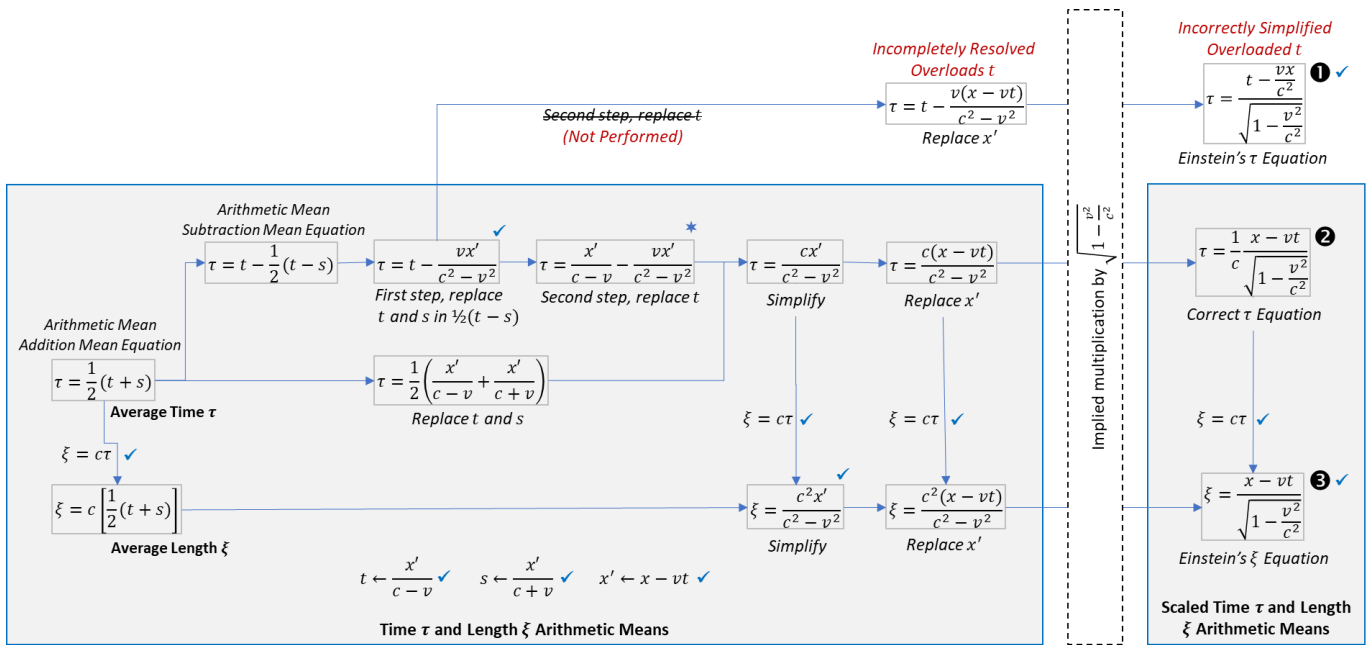 Incompletely Resolved
Overloads t
τ = t − v(x − vt) / (c² − v²)
Replace x′
Second step, replace t
(Not Performed)
Implied multiplication by √(1 − v²/c²)
Incorrectly Simplified
Overloaded t
τ = (t − vx/c²) / √(1 − v²/c²) ❶ ✓
Einstein's τ Equation
Arithmetic Mean
Subtraction Mean Equation
τ = t − 1/2 (t − s)
τ = t − vx′ / (c² − v²) ✓
First step, replace
t and s in ½(t − s)
τ = x′ / (c − v) − vx′ / (c² − v²) ✶
Second step, replace t
τ = cx′ / (c² − v²)
Simplify
τ = c(x − vt) / (c² − v²)
Replace x′
τ = 1/c (x − vt) / √(1 − v²/c²) ❷
Correct τ Equation
Arithmetic Mean
Addition Mean Equation
τ = 1/2 (t + s)
Average Time τ
τ = 1/2 (x′ / (c − v) + x′ / (c + v))
Replace t and s
ξ = cτ ✓
ξ = cτ ✓
ξ = cτ ✓
ξ = cτ ✓
ξ = c [1/2 (t + s)]
Average Length ξ
ξ = c²x′ / (c² − v²) ✓
Simplify
ξ = c²(x − vt) / (c² − v²)
Replace x′
ξ = (x − vt) / √(1 − v²/c²) ❸ ✓
Einstein's ξ Equation
t ← x′ / (c − v) ✓ s ← x′ / (c + v) ✓ x′ ← x − vt ✓
Time τ and Length ξ Arithmetic Means
Scaled Time τ and Length
ξ Arithmetic Means